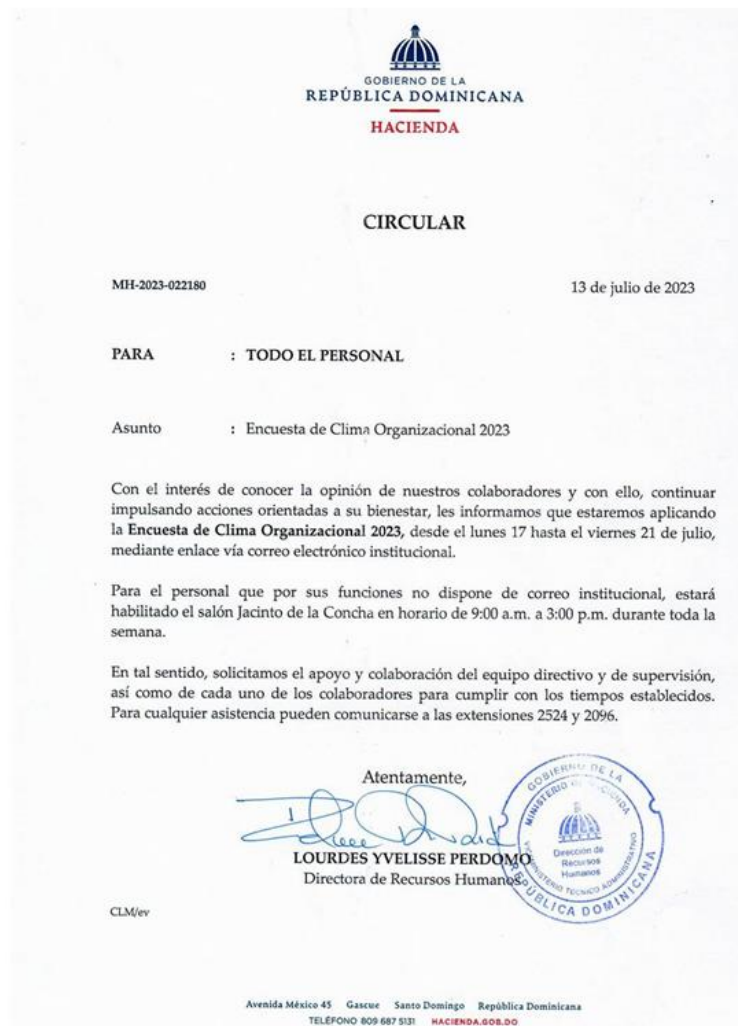 GOBIERNO DE LA
REPÚBLICA DOMINICANA
HACIENDA
CIRCULAR
MH-2023-022180
13 de julio de 2023
PARA : TODO EL PERSONAL
Asunto : Encuesta de Clima Organizacional 2023
Con el interés de conocer la opinión de nuestros colaboradores y con ello, continuar
impulsando acciones orientadas a su bienestar, les informamos que estaremos aplicando
la Encuesta de Clima Organizacional 2023, desde el lunes 17 hasta el viernes 21 de julio,
mediante enlace vía correo electrónico institucional.
Para el personal que por sus funciones no dispone de correo institucional, estará
habilitado el salón Jacinto de la Concha en horario de 9:00 a.m. a 3:00 p.m. durante toda la
semana.
En tal sentido, solicitamos el apoyo y colaboración del equipo directivo y de supervisión,
así como de cada uno de los colaboradores para cumplir con los tiempos establecidos.
Para cualquier asistencia pueden comunicarse a las extensiones 2524 y 2096.
Atentamente,
LOURDES YVELISSE PERDOMO
Directora de Recursos Humanos
GOBIERNO DE LA
MINISTERIO DE HACIENDA
Dirección de
Recursos
Humanos
VICEMINISTERIO TECNICO ADMINISTRATIVO
REPÚBLICA DOMINICANA
CLM/ev
Avenida México 45 Gascue Santo Domingo República Dominicana
TELÉFONO 809 687 5131 HACIENDA.GOB.DO